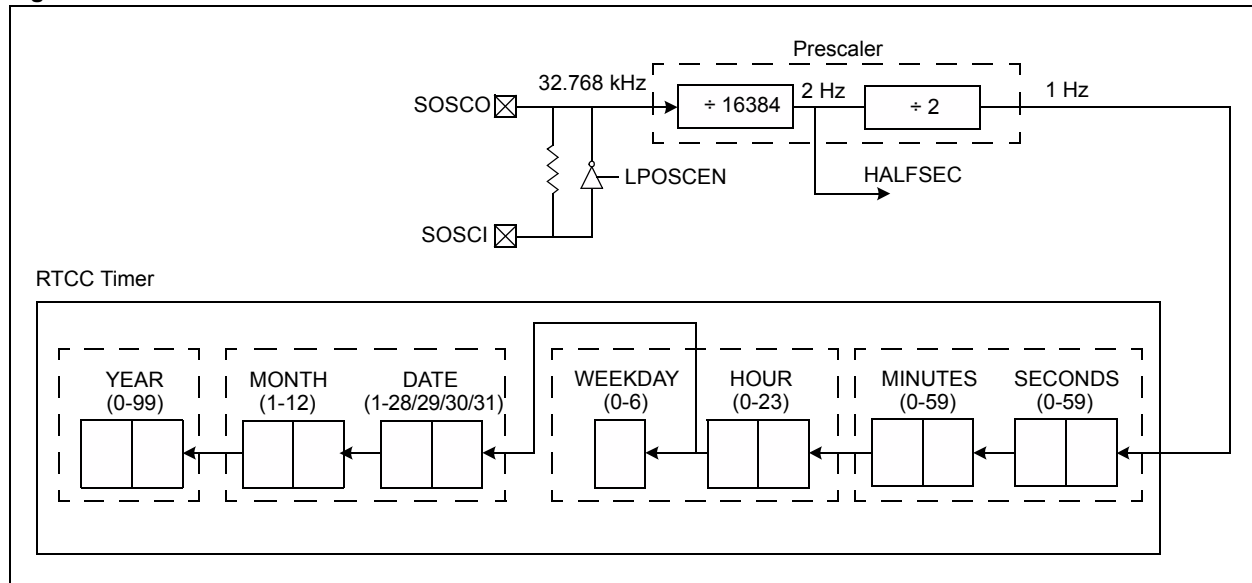 Prescaler
32.768 kHz
SOSCO
÷ 16384
2 Hz
÷ 2
1 Hz
HALFSEC
LPOSCEN
SOSCI
RTCC Timer
YEAR
(0-99)
MONTH
(1-12)
DATE
(1-28/29/30/31)
WEEKDAY
(0-6)
HOUR
(0-23)
MINUTES
(0-59)
SECONDS
(0-59)